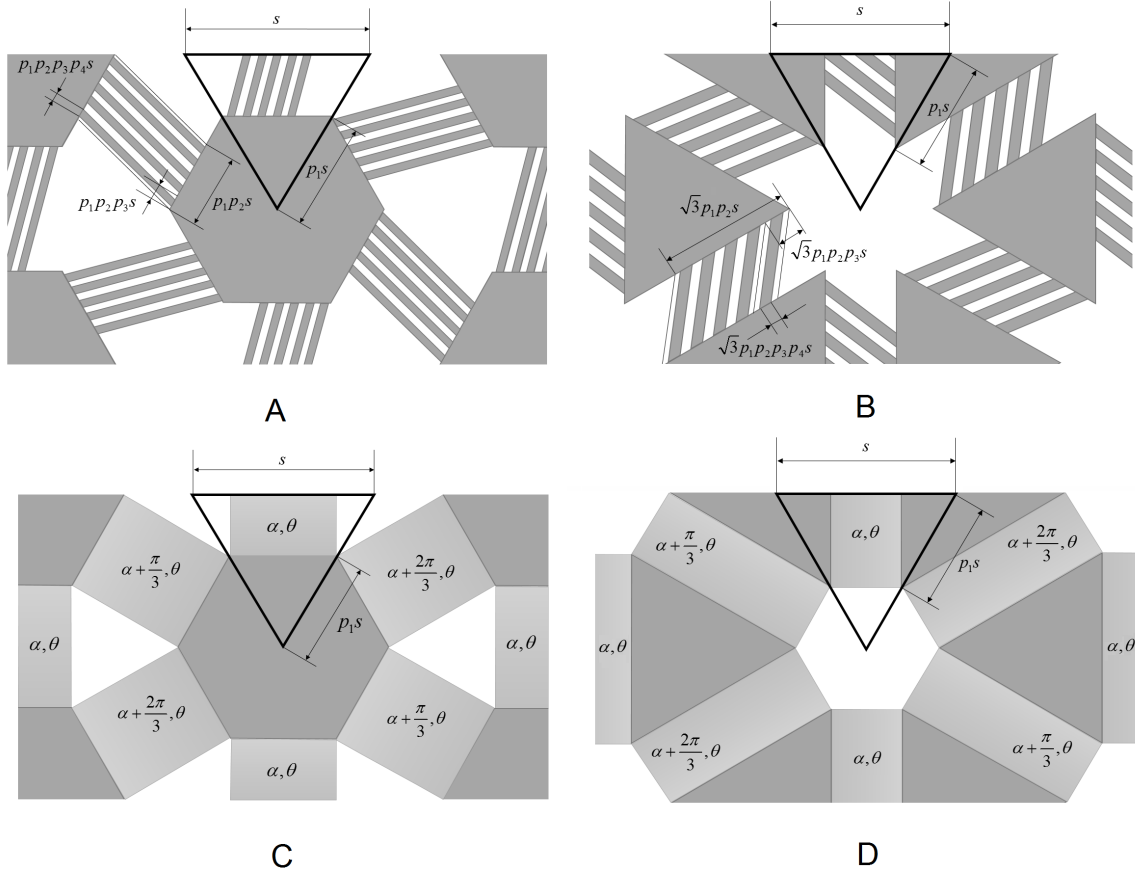 s
p₁p₂p₃p₄s
p₁s
p₁p₂s
p₁p₂p₃s
A
s
p₁s
√3p₁p₂s
√3p₁p₂p₃s
√3p₁p₂p₃p₄s
B
s
α,θ
α+π/3,θ
α+2π/3,θ
p₁s
α,θ
α,θ
α+2π/3,θ
α+π/3,θ
α,θ
C
s
α,θ
α+π/3,θ
α+2π/3,θ
p₁s
α,θ
α,θ
α+2π/3,θ
α+π/3,θ
α,θ
D